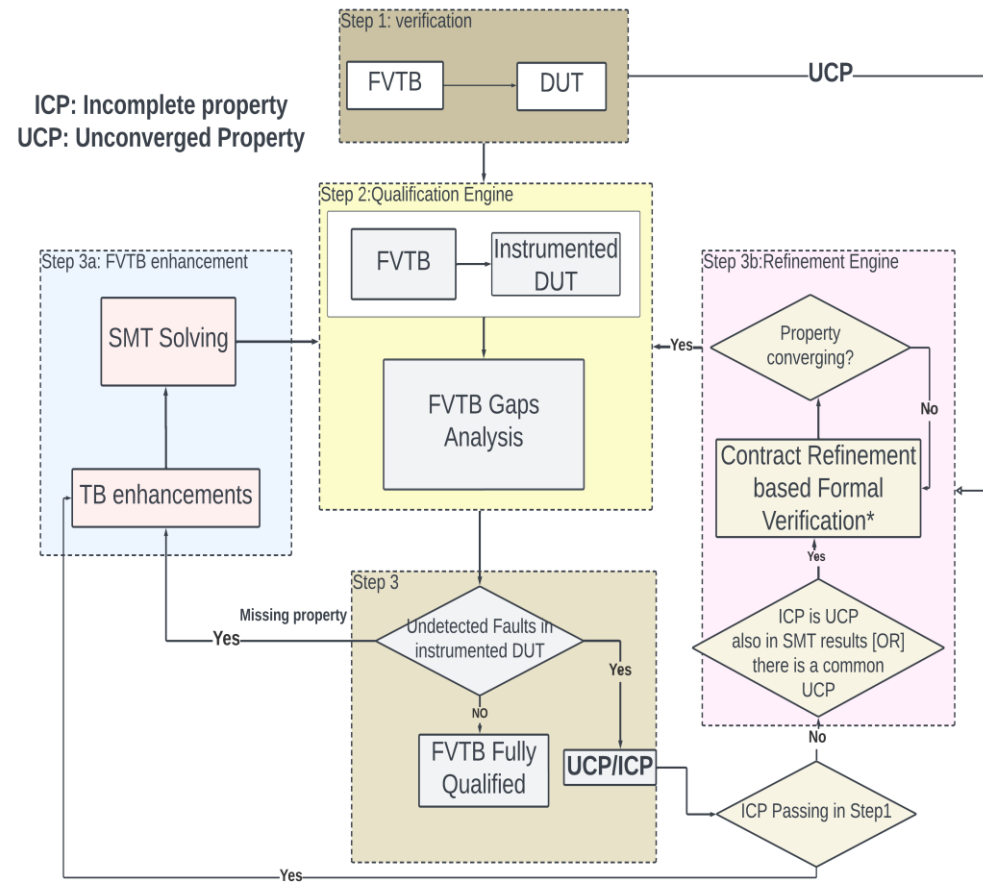 Step 1: verification
FVTB
DUT
UCP
ICP: Incomplete property
UCP: Unconverged Property
Step 2:Qualification Engine
FVTB
Instrumented
DUT
FVTB Gaps
Analysis
Step 3a: FVTB enhancement
SMT Solving
TB enhancements
Step 3b:Refinement Engine
Property
converging?
Yes
No
Contract Refinement
based Formal
Verification*
Yes
ICP is UCP
also in SMT results [OR]
there is a common
UCP
No
Step 3
Missing property
Yes
Undetected Faults in
instrumented DUT
Yes
NO
FVTB Fully
Qualified
UCP/ICP
ICP Passing in Step1
Yes